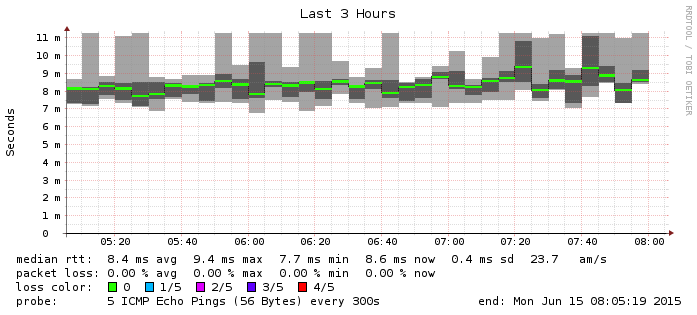 Last 3 Hours
RRDTOOL / TOBI OETIKER
Seconds
11 m
10 m
9 m
8 m
7 m
6 m
5 m
4 m
3 m
2 m
1 m
0
05:20 05:40 06:00 06:20 06:40 07:00 07:20 07:40 08:00
median rtt: 8.4 ms avg 9.4 ms max 7.7 ms min 8.6 ms now 0.4 ms sd 23.7 am/s
packet loss: 0.00 % avg 0.00 % max 0.00 % min 0.00 % now
loss color: 0 1/5 2/5 3/5 4/5
probe: 5 ICMP Echo Pings (56 Bytes) every 300s end: Mon Jun 15 08:05:19 2015